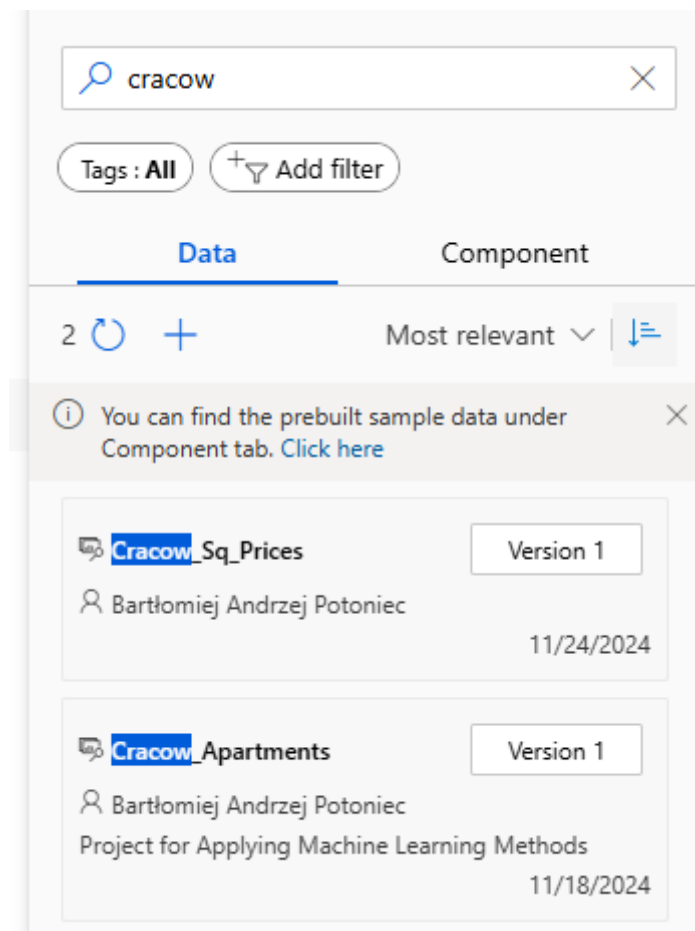 cracow
Tags : All Add filter
Data Component
2 Most relevant
You can find the prebuilt sample data under
Component tab. Click here
Cracow_Sq_Prices Version 1
Bartłomiej Andrzej Potoniec
11/24/2024
Cracow_Apartments Version 1
Bartłomiej Andrzej Potoniec
Project for Applying Machine Learning Methods
11/18/2024